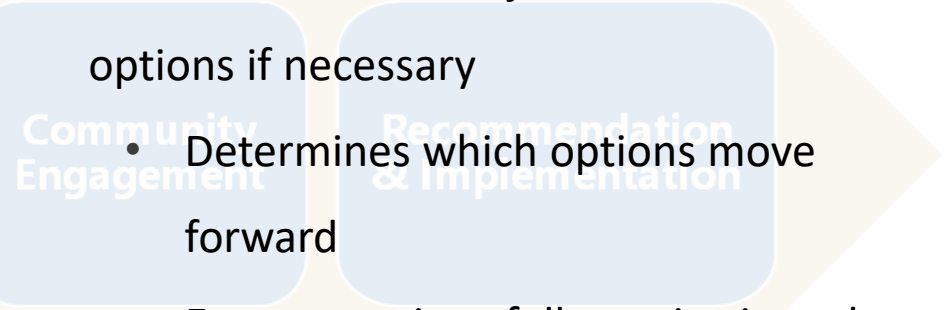 options if necessary
Community
Engagement
Recommendation
& Implementation
• Determines which options move
forward